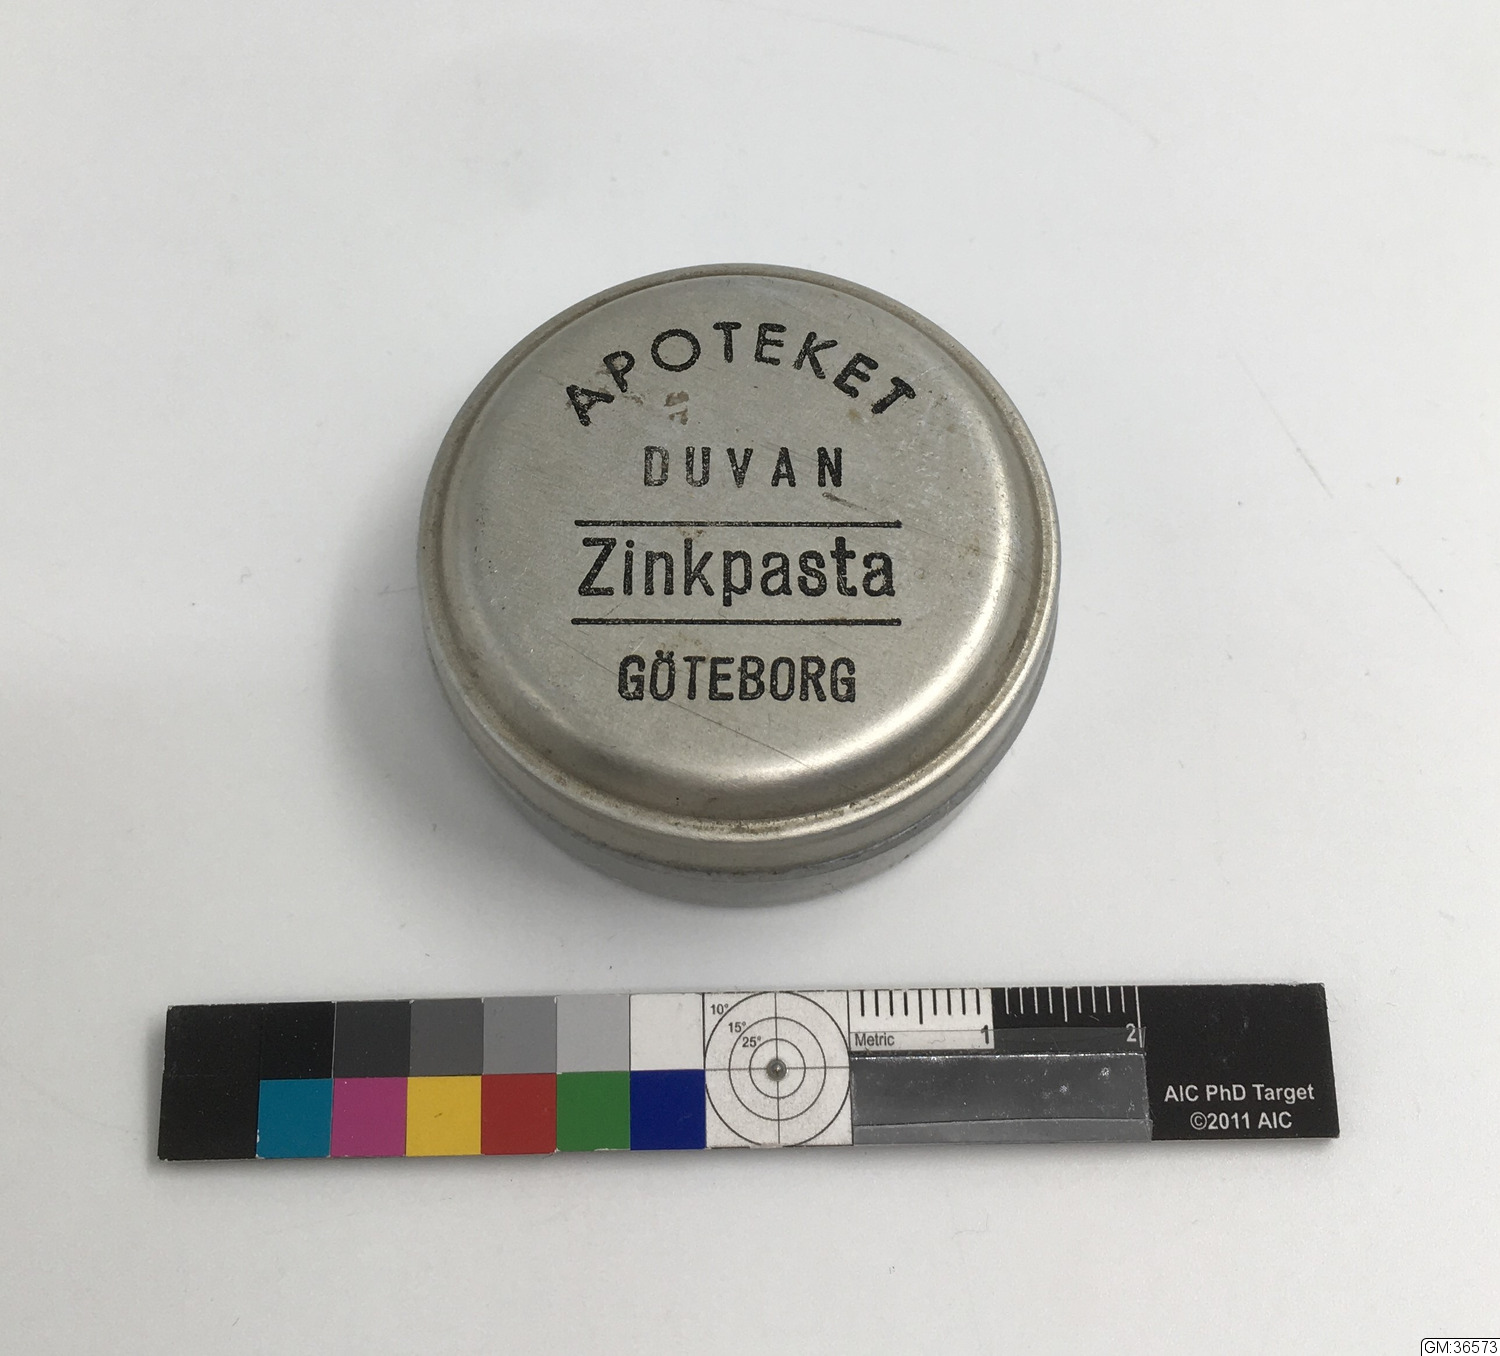 APOTEKET
DUVAN
Zinkpasta
GÖTEBORG
10°
15°
25°
Metric
1
2
AIC PhD Target
©2011 AIC
GM:36573